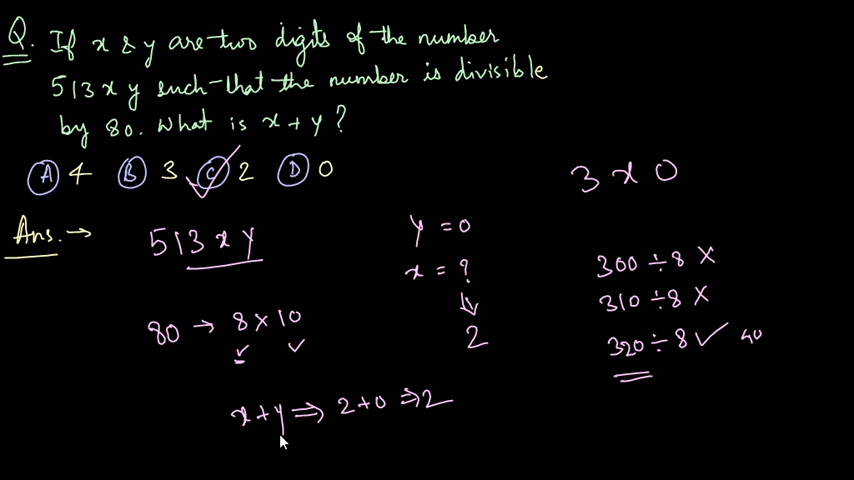 Q. If x & y are two digits of the number
513xy such that the number is divisible
by 80. What is x + y ?
A 4 B 3 C 2 D 0
3 x 0
Ans. →
513xy
y = 0
x = ?
⇓
2
300 ÷ 8 X
310 ÷ 8 X
320 ÷ 8 ✓ 40
80 → 8 × 10
✓ ✓
x + y ⇒ 2 + 0 ⇒ 2